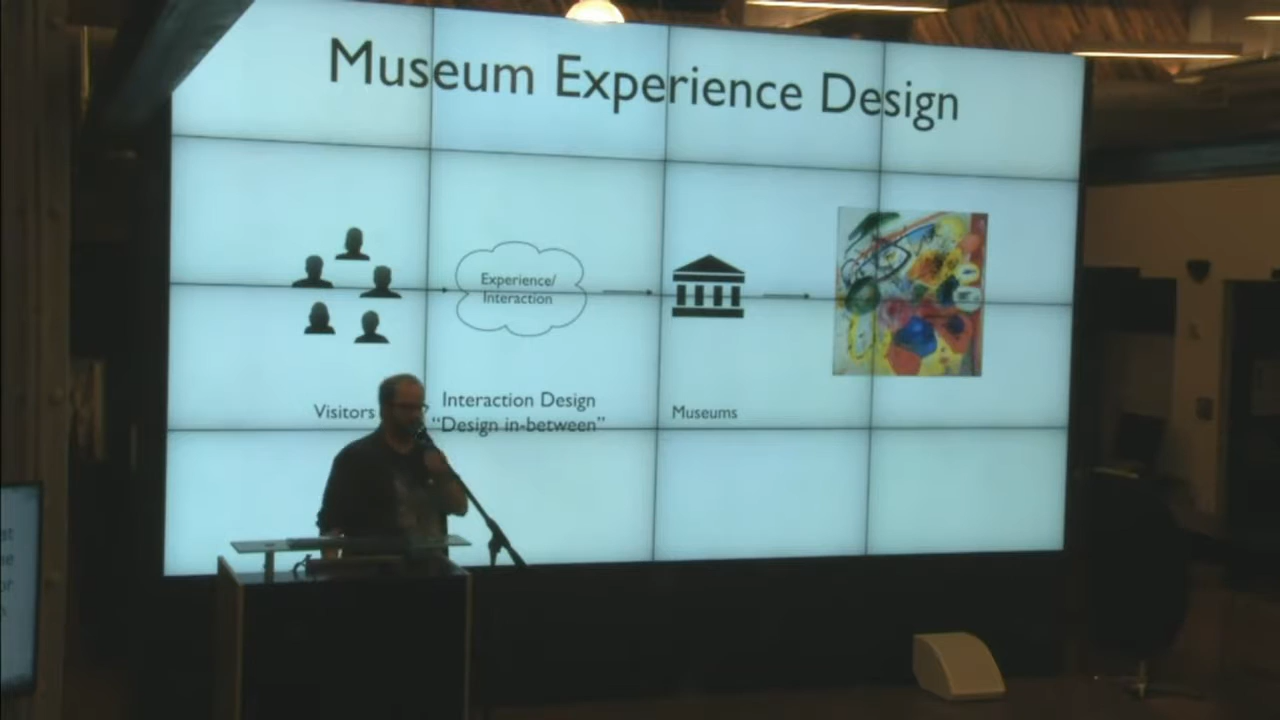 Museum Experience Design
Experience/
Interaction
Visitors
Interaction Design
"Design in-between"
Museums